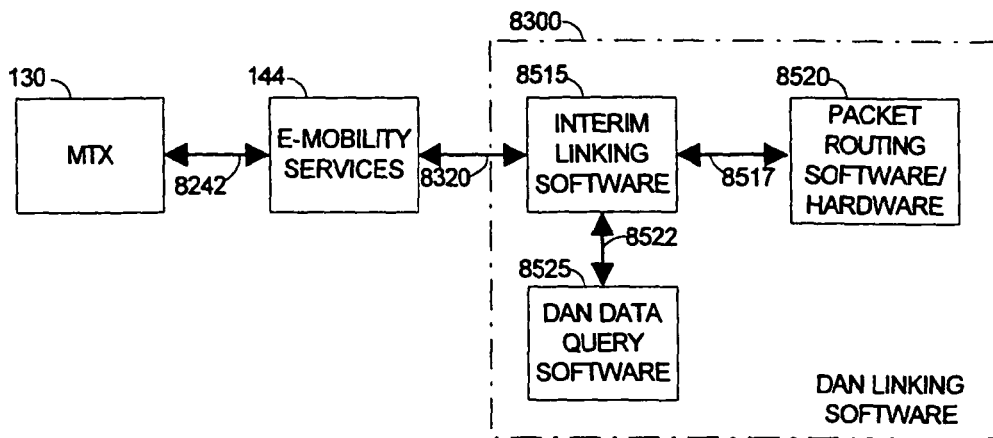 8300
130
144
8515
8520
MTX
E-MOBILITY
SERVICES
INTERIM
LINKING
SOFTWARE
PACKET
ROUTING
SOFTWARE/
HARDWARE
8242
8320
8517
8522
8525
DAN DATA
QUERY
SOFTWARE
DAN LINKING
SOFTWARE